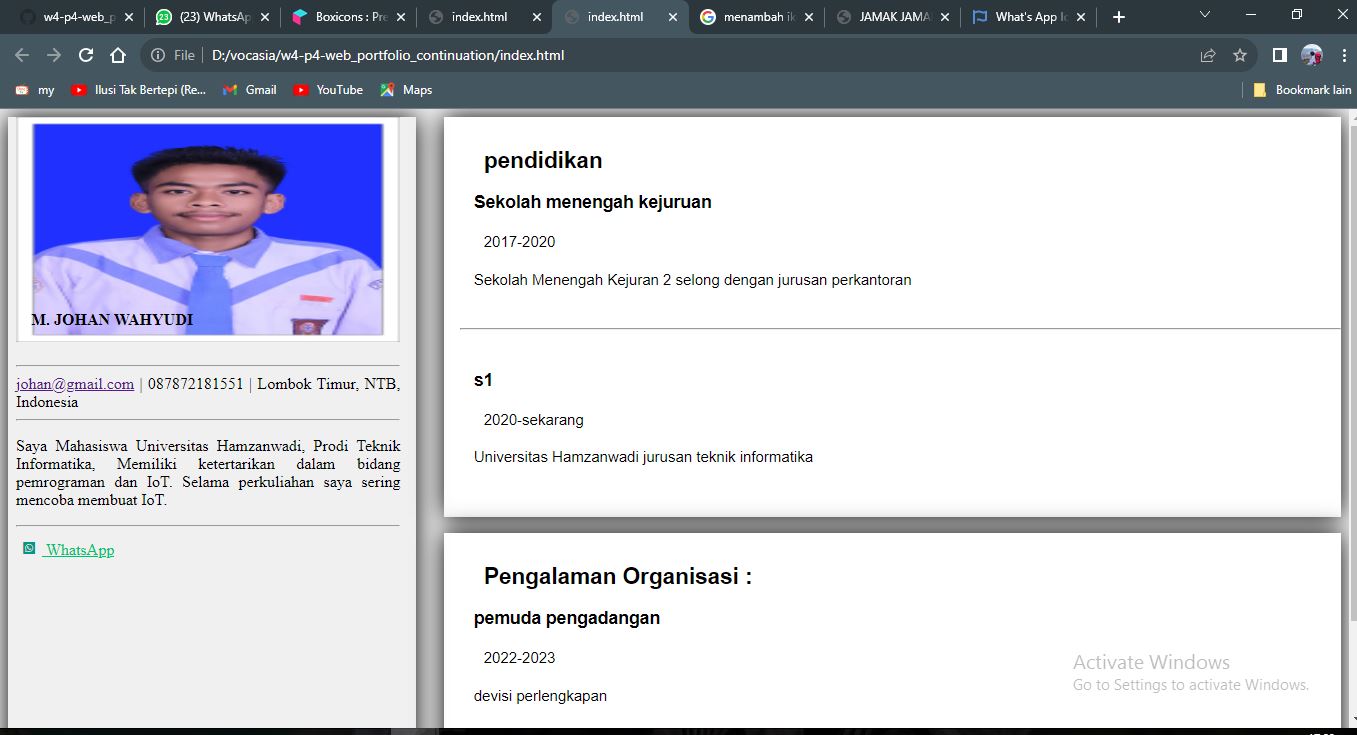 w4-p4-web_p
(23) WhatsAp
Boxicons : Pre
index.html
index.html
menambah ik
JAMAK JAMA
What's App Ic
File
D:/vocasia/w4-p4-web_portfolio_continuation/index.html
my
Ilusi Tak Bertepi (Re...
Gmail
YouTube
Maps
Bookmark lain
M. JOHAN WAHYUDI
johan@gmail.com | 087872181551 | Lombok Timur, NTB,
Indonesia
Saya Mahasiswa Universitas Hamzanwadi, Prodi Teknik
Informatika, Memiliki ketertarikan dalam bidang
pemrograman dan IoT. Selama perkuliahan saya sering
mencoba membuat IoT.
WhatsApp
pendidikan
Sekolah menengah kejuruan
2017-2020
Sekolah Menengah Kejuran 2 selong dengan jurusan perkantoran
s1
2020-sekarang
Universitas Hamzanwadi jurusan teknik informatika
Pengalaman Organisasi :
pemuda pengadangan
2022-2023
devisi perlengkapan
Activate Windows
Go to Settings to activate Windows.